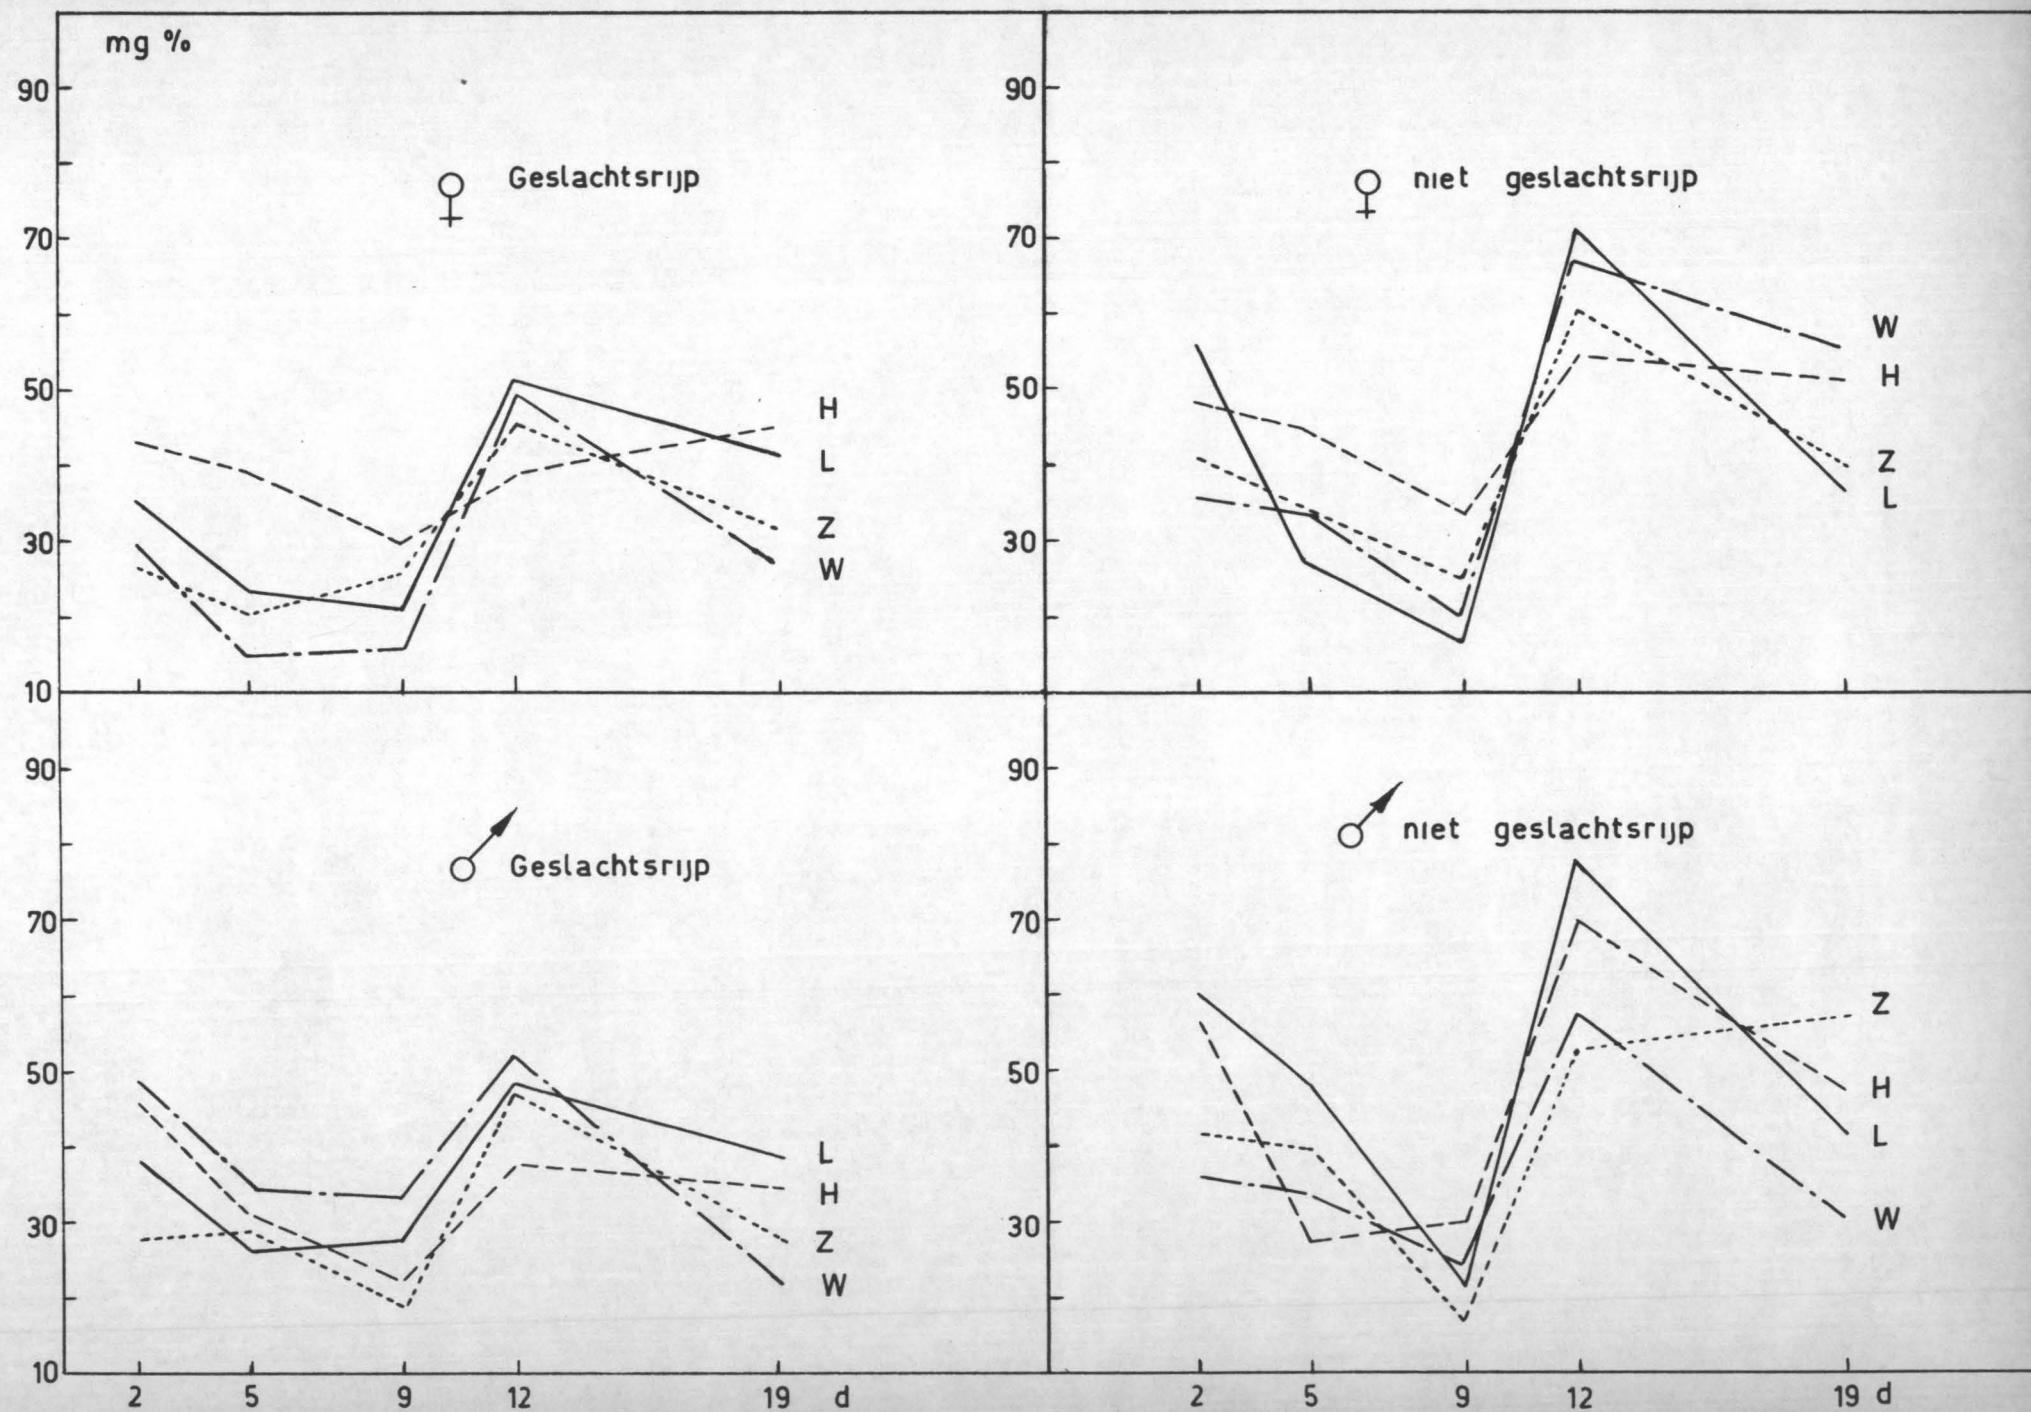 mg %
90
70
50
30
10
♀ Geslachtsrijp
H
L
Z
W
90
70
50
30
♀ niet geslachtsrijp
W
H
Z
L
90
70
50
30
10
♂ Geslachtsrijp
L
H
Z
W
2 5 9 12 19 d
90
70
50
30
♂ niet geslachtsrijp
Z
H
L
W
2 5 9 12 19 d